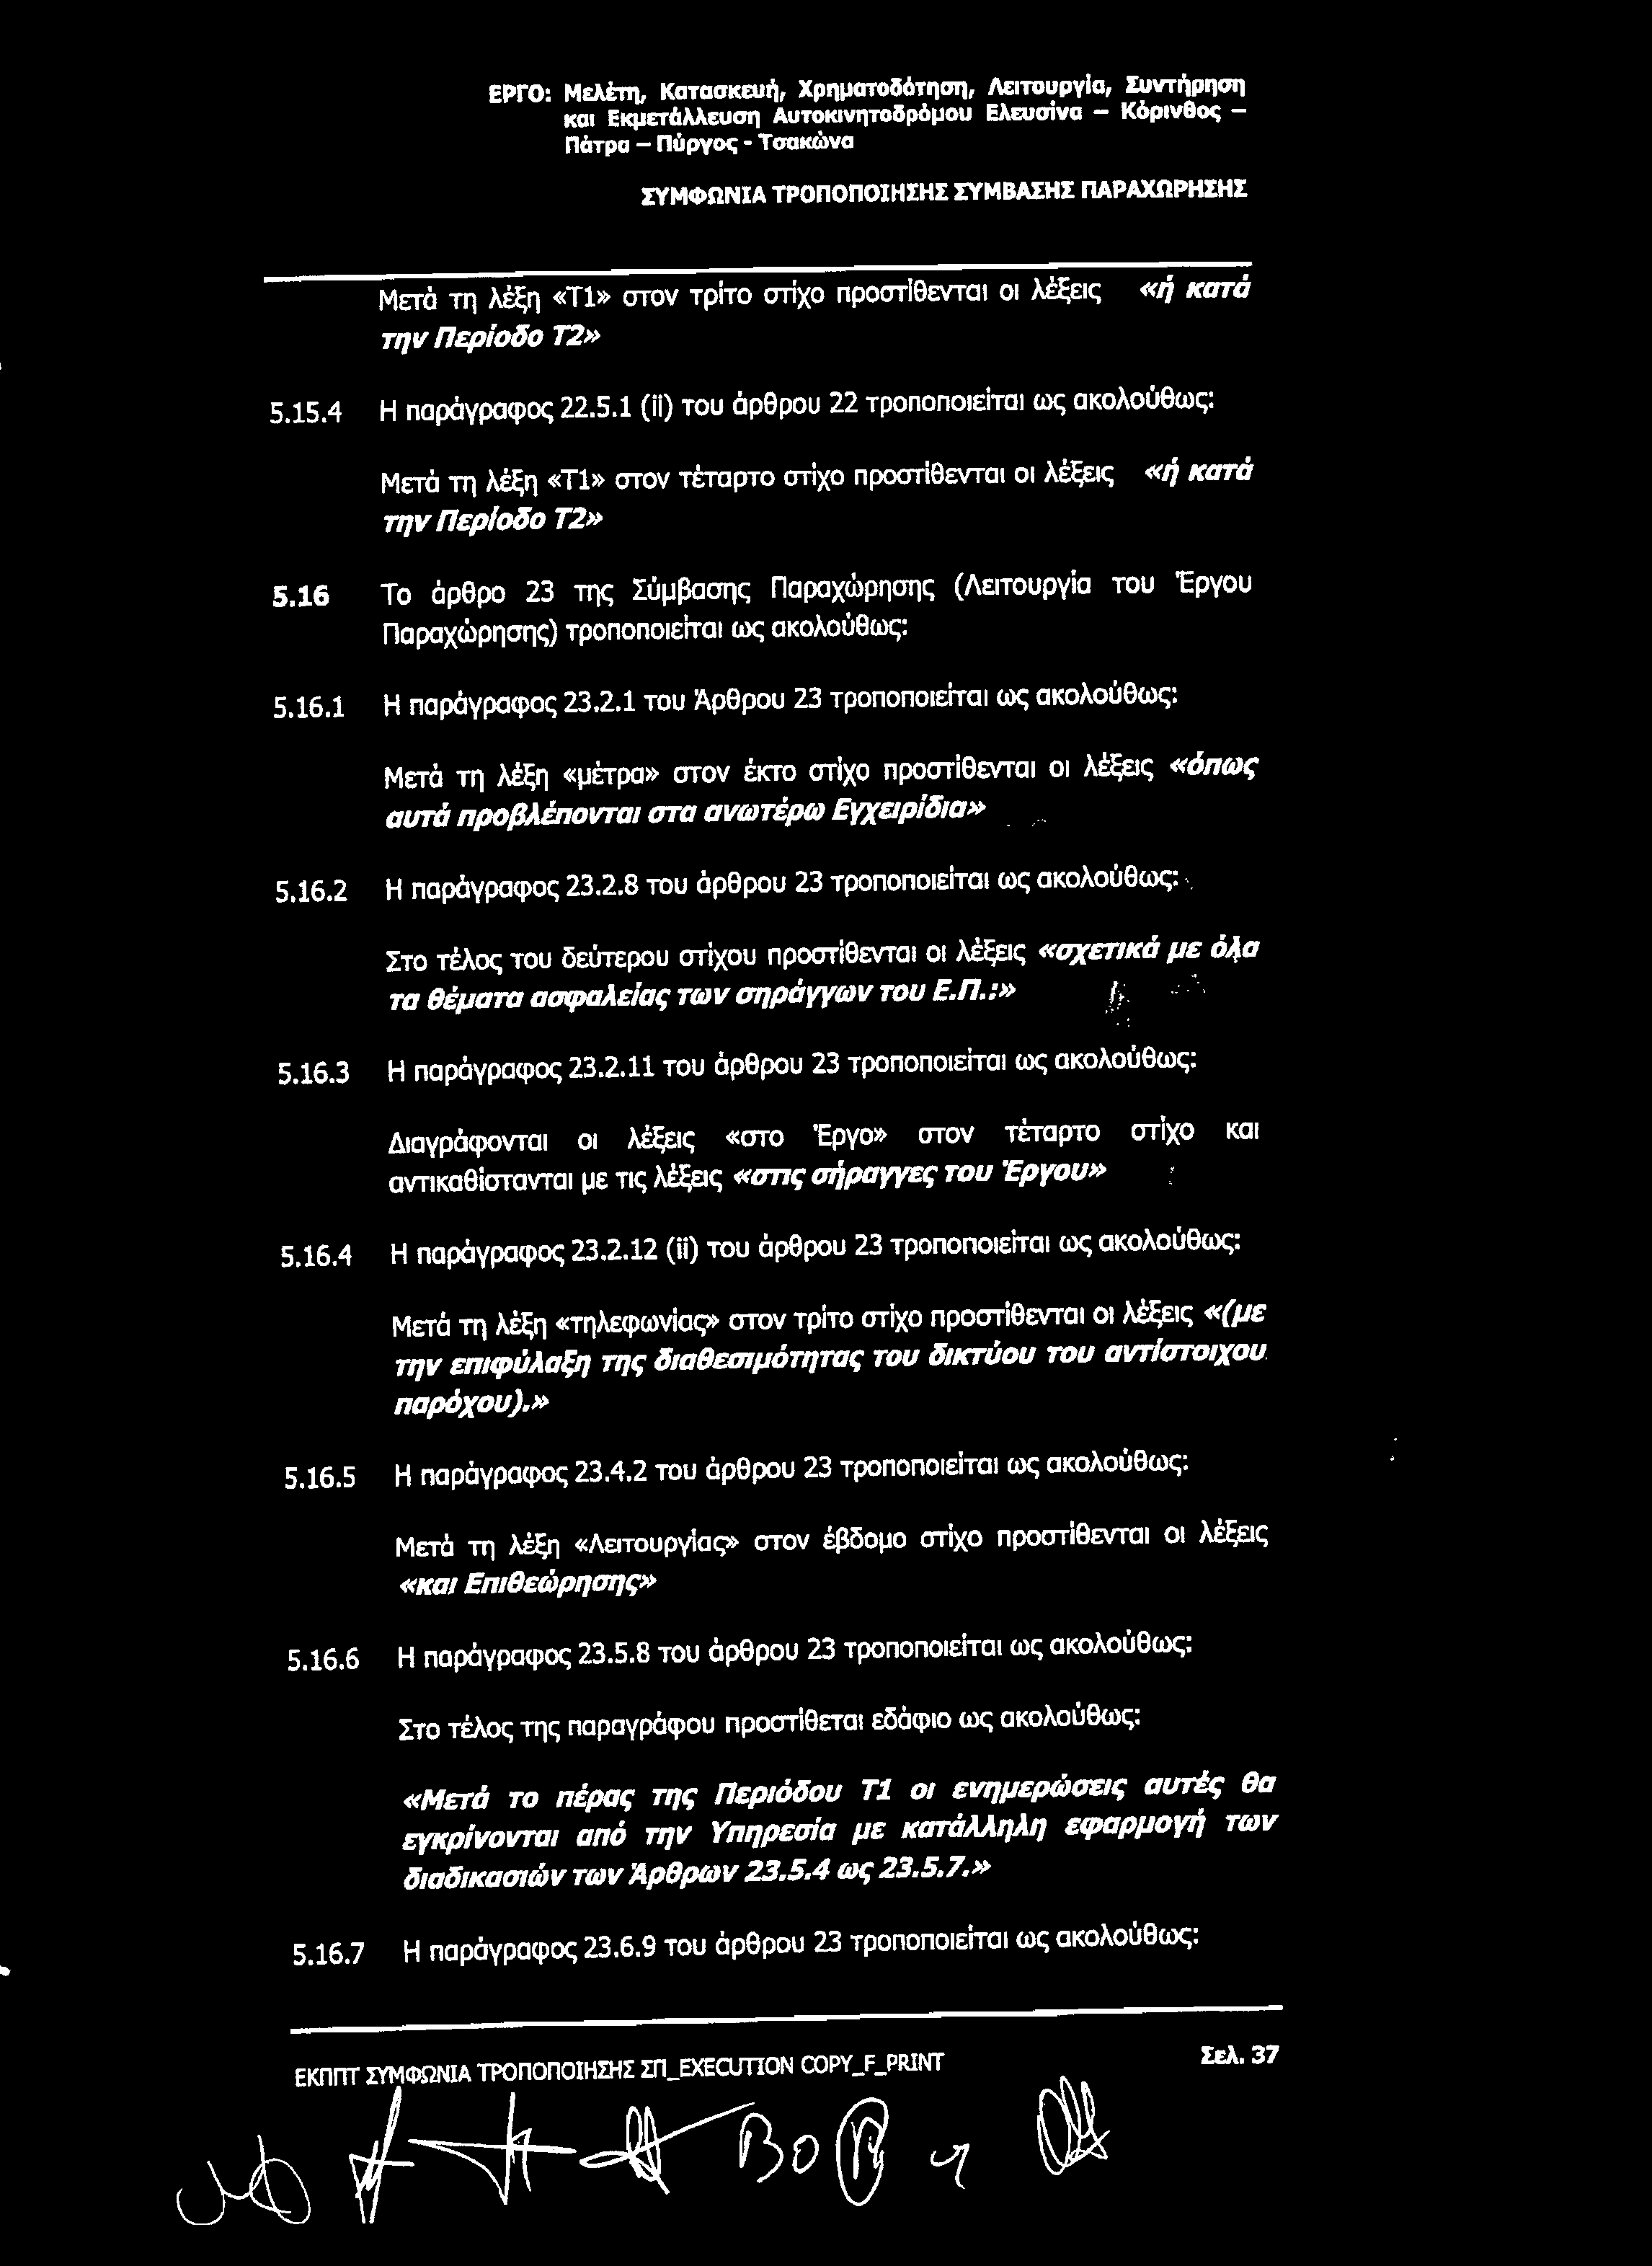 ΕΡΓΟ: Μελέτη, Κατασκευή, Χρηματοδότηση, Λειτουργία, Συντήρηση
και Εκμετάλλευση Αυτοκινητοδρόμου Ελευσίνα – Κόρινθος –
Πάτρα – Πύργος - Τσακώνα
ΣΥΜΦΩΝΙΑ ΤΡΟΠΟΠΟΙΗΣΗΣ ΣΥΜΒΑΣΗΣ ΠΑΡΑΧΩΡΗΣΗΣ
Μετά τη λέξη «Τ1» στον τρίτο στίχο προστίθενται οι λέξεις «ή κατά
την Περίοδο Τ2»
5.15.4 Η παράγραφος 22.5.1 (ii) του άρθρου 22 τροποποιείται ως ακολούθως:
Μετά τη λέξη «Τ1» στον τέταρτο στίχο προστίθενται οι λέξεις «ή κατά
την Περίοδο Τ2»
5.16 Το άρθρο 23 της Σύμβασης Παραχώρησης (Λειτουργία του Έργου
Παραχώρησης) τροποποιείται ως ακολούθως:
5.16.1 Η παράγραφος 23.2.1 του Άρθρου 23 τροποποιείται ως ακολούθως:
Μετά τη λέξη «μέτρα» στον έκτο στίχο προστίθενται οι λέξεις «όπως
αυτά προβλέπονται στα ανωτέρω Εγχειρίδια»
5.16.2 Η παράγραφος 23.2.8 του άρθρου 23 τροποποιείται ως ακολούθως:
Στο τέλος του δεύτερου στίχου προστίθενται οι λέξεις «σχετικά με όλα
τα θέματα ασφαλείας των σηράγγων του Ε.Π.:»
5.16.3 Η παράγραφος 23.2.11 του άρθρου 23 τροποποιείται ως ακολούθως:
Διαγράφονται οι λέξεις «στο Έργο» στον τέταρτο στίχο και
αντικαθίστανται με τις λέξεις «στις σήραγγες του Έργου»
5.16.4 Η παράγραφος 23.2.12 (ii) του άρθρου 23 τροποποιείται ως ακολούθως:
Μετά τη λέξη «τηλεφωνίας» στον τρίτο στίχο προστίθενται οι λέξεις «(με
την επιφύλαξη της διαθεσιμότητας του δικτύου του αντίστοιχου
παρόχου).»
5.16.5 Η παράγραφος 23.4.2 του άρθρου 23 τροποποιείται ως ακολούθως:
Μετά τη λέξη «Λειτουργίας» στον έβδομο στίχο προστίθενται οι λέξεις
«και Επιθεώρησης»
5.16.6 Η παράγραφος 23.5.8 του άρθρου 23 τροποποιείται ως ακολούθως:
Στο τέλος της παραγράφου προστίθεται εδάφιο ως ακολούθως:
«Μετά το πέρας της Περιόδου Τ1 οι ενημερώσεις αυτές θα
εγκρίνονται από την Υπηρεσία με κατάλληλη εφαρμογή των
διαδικασιών των Άρθρων 23.5.4 ως 23.5.7.»
5.16.7 Η παράγραφος 23.6.9 του άρθρου 23 τροποποιείται ως ακολούθως:
ΕΚΠΠΤ ΣΥΜΦΩΝΙΑ ΤΡΟΠΟΠΟΙΗΣΗΣ ΣΠ_EXECUTION COPY_F_PRINT Σελ. 37